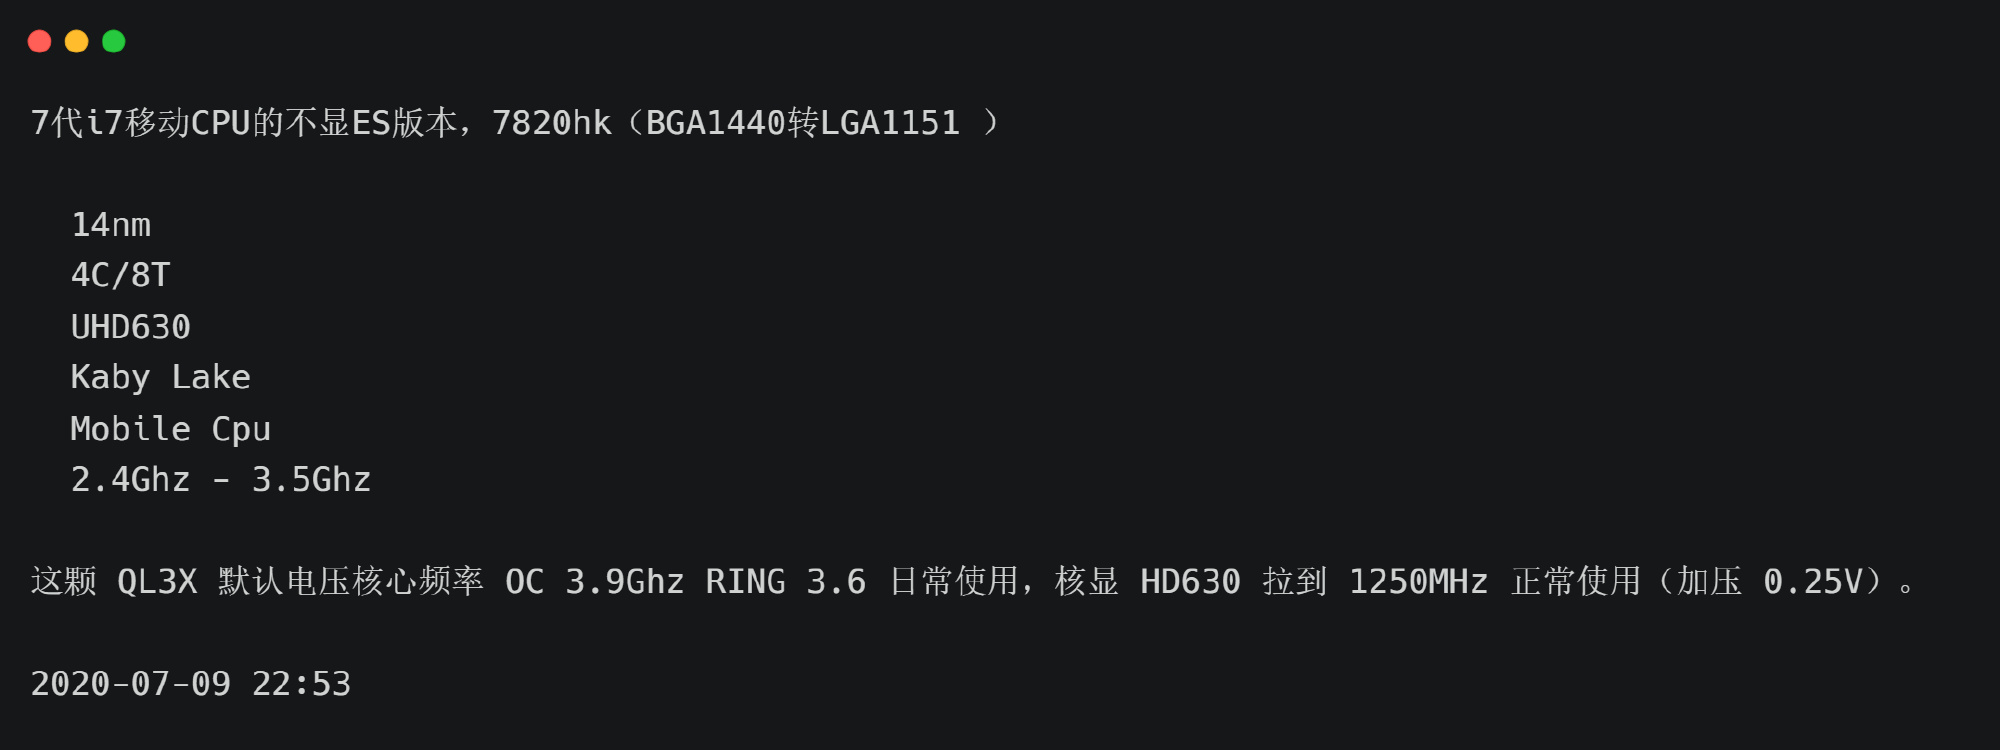 7代i7移动CPU的不显ES版本，7820hk（BGA1440转LGA1151 ）
14nm
4C/8T
UHD630
Kaby Lake
Mobile Cpu
2.4Ghz - 3.5Ghz
这颗 QL3X 默认电压核心频率 OC 3.9Ghz RING 3.6 日常使用，核显 HD630 拉到 1250MHz 正常使用（加压 0.25V）。
2020-07-09 22:53